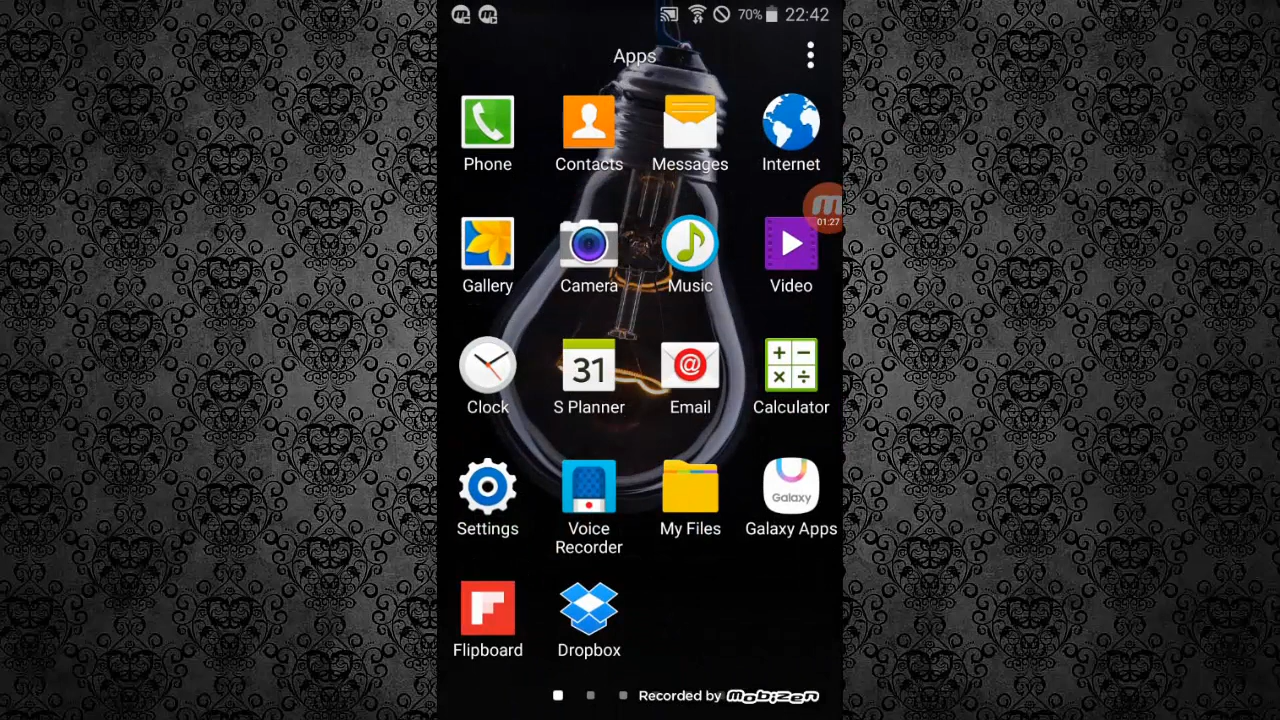 70% 22:42
Apps
Phone Contacts Messages Internet
01:27
Gallery Camera Music Video
31
@
+ − × ÷
Clock S Planner Email Calculator
Galaxy
Settings Voice Recorder My Files Galaxy Apps
Flipboard Dropbox
Recorded by mobizen